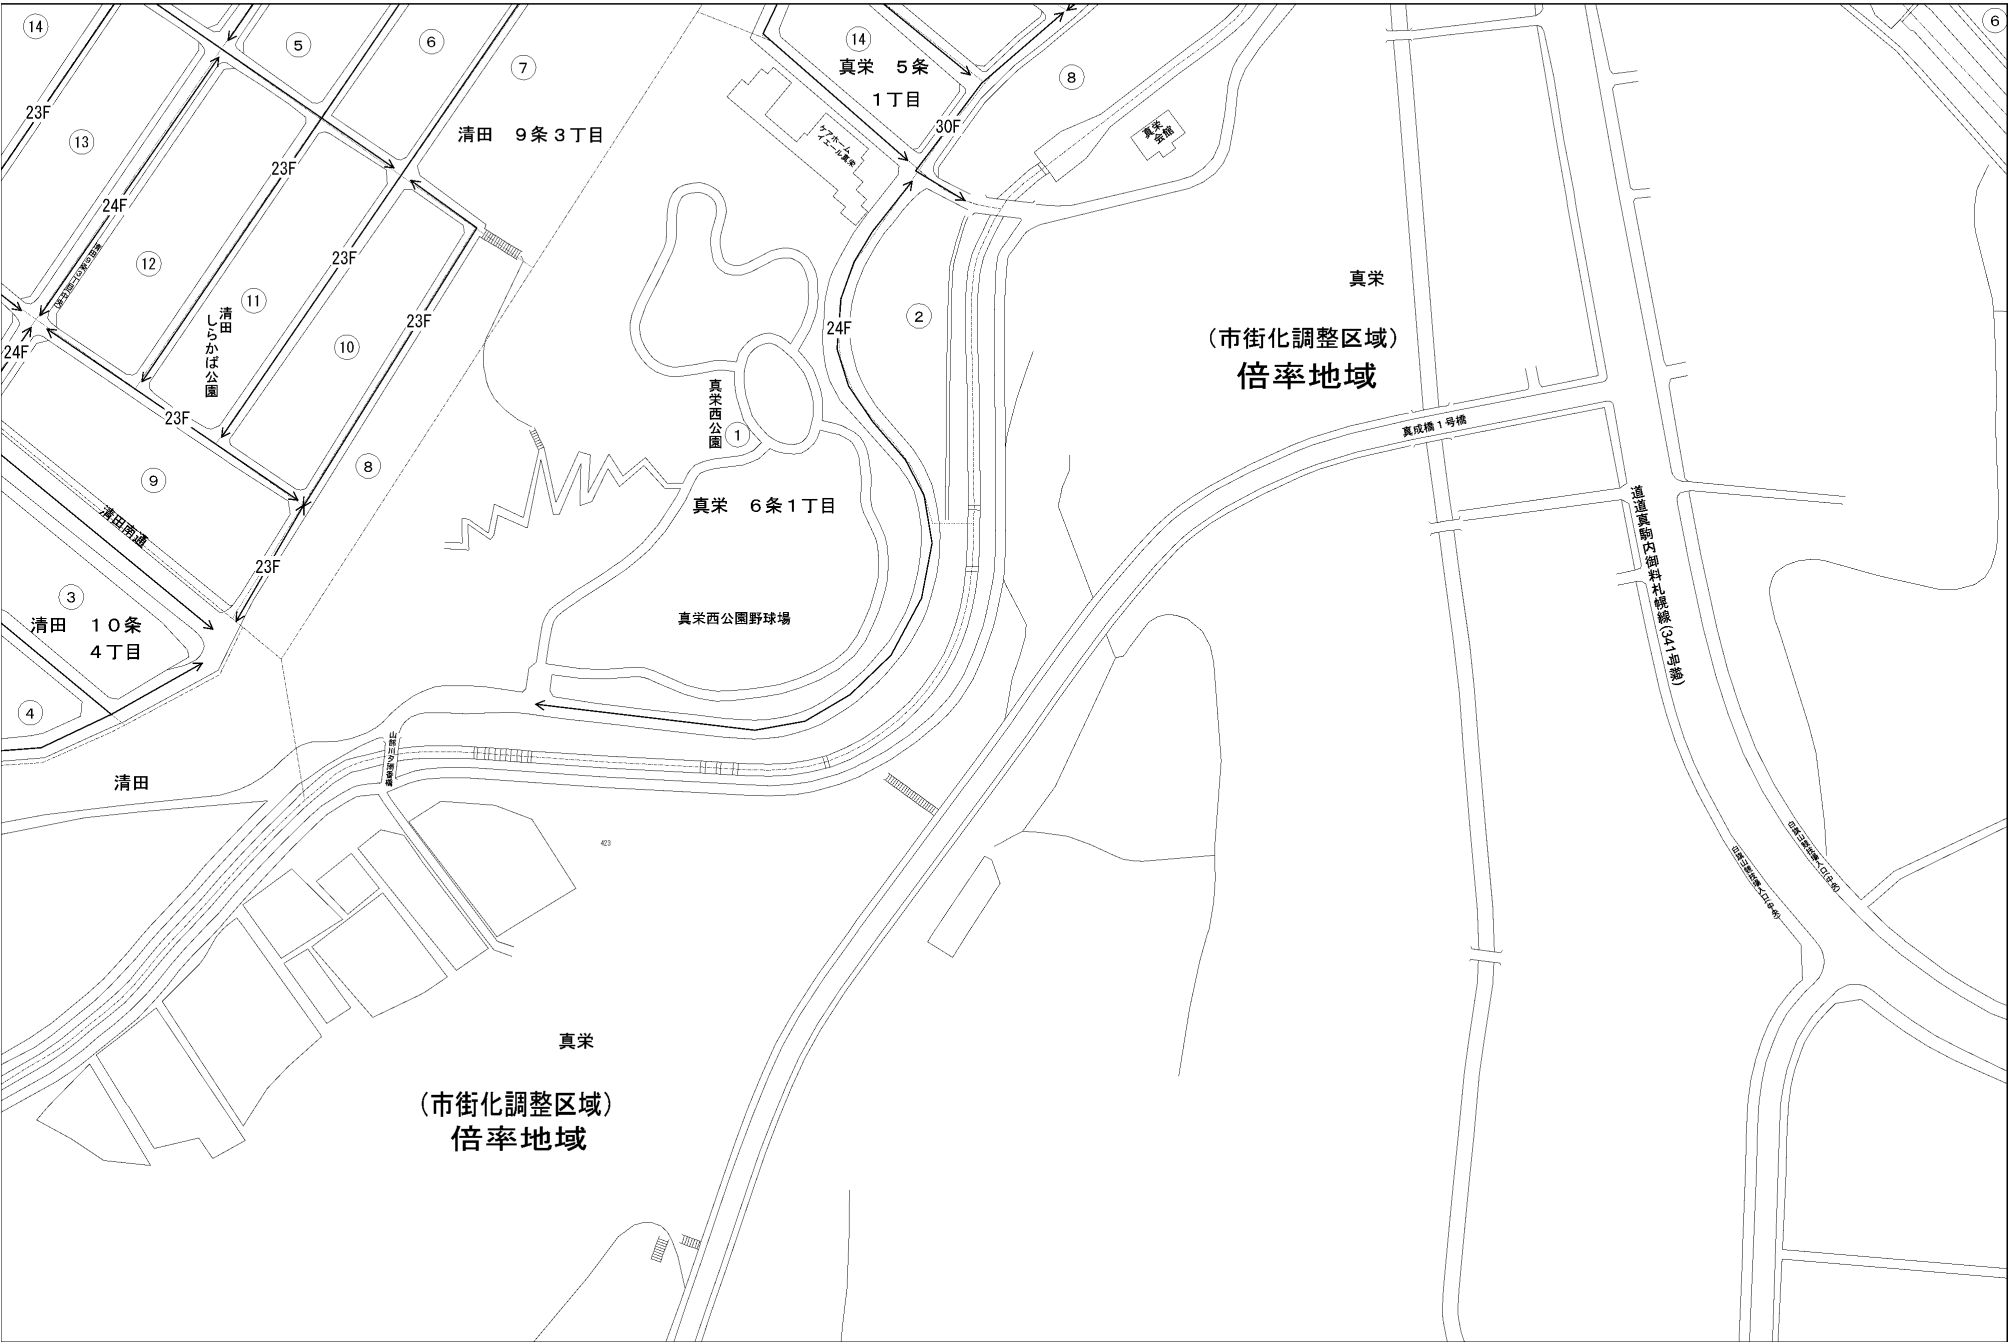 14
5
6
7
14
真栄 5条
1丁目
8
6
23F
13
清田 9条3丁目
30F
真栄
会館
ケアホーム
イエール真栄
23F
24F
12
23F
11
23F
10
清田
しらかば公園
24F
23F
8
9
24F
2
真栄西公園
1
真栄
(市街化調整区域)
倍率地域
真成橋1号橋
真栄 6条1丁目
清田南通
23F
3
清田 10条
4丁目
4
真栄西公園野球場
道道真駒内御料札幌線(341号線)
清田
423
真栄
(市街化調整区域)
倍率地域